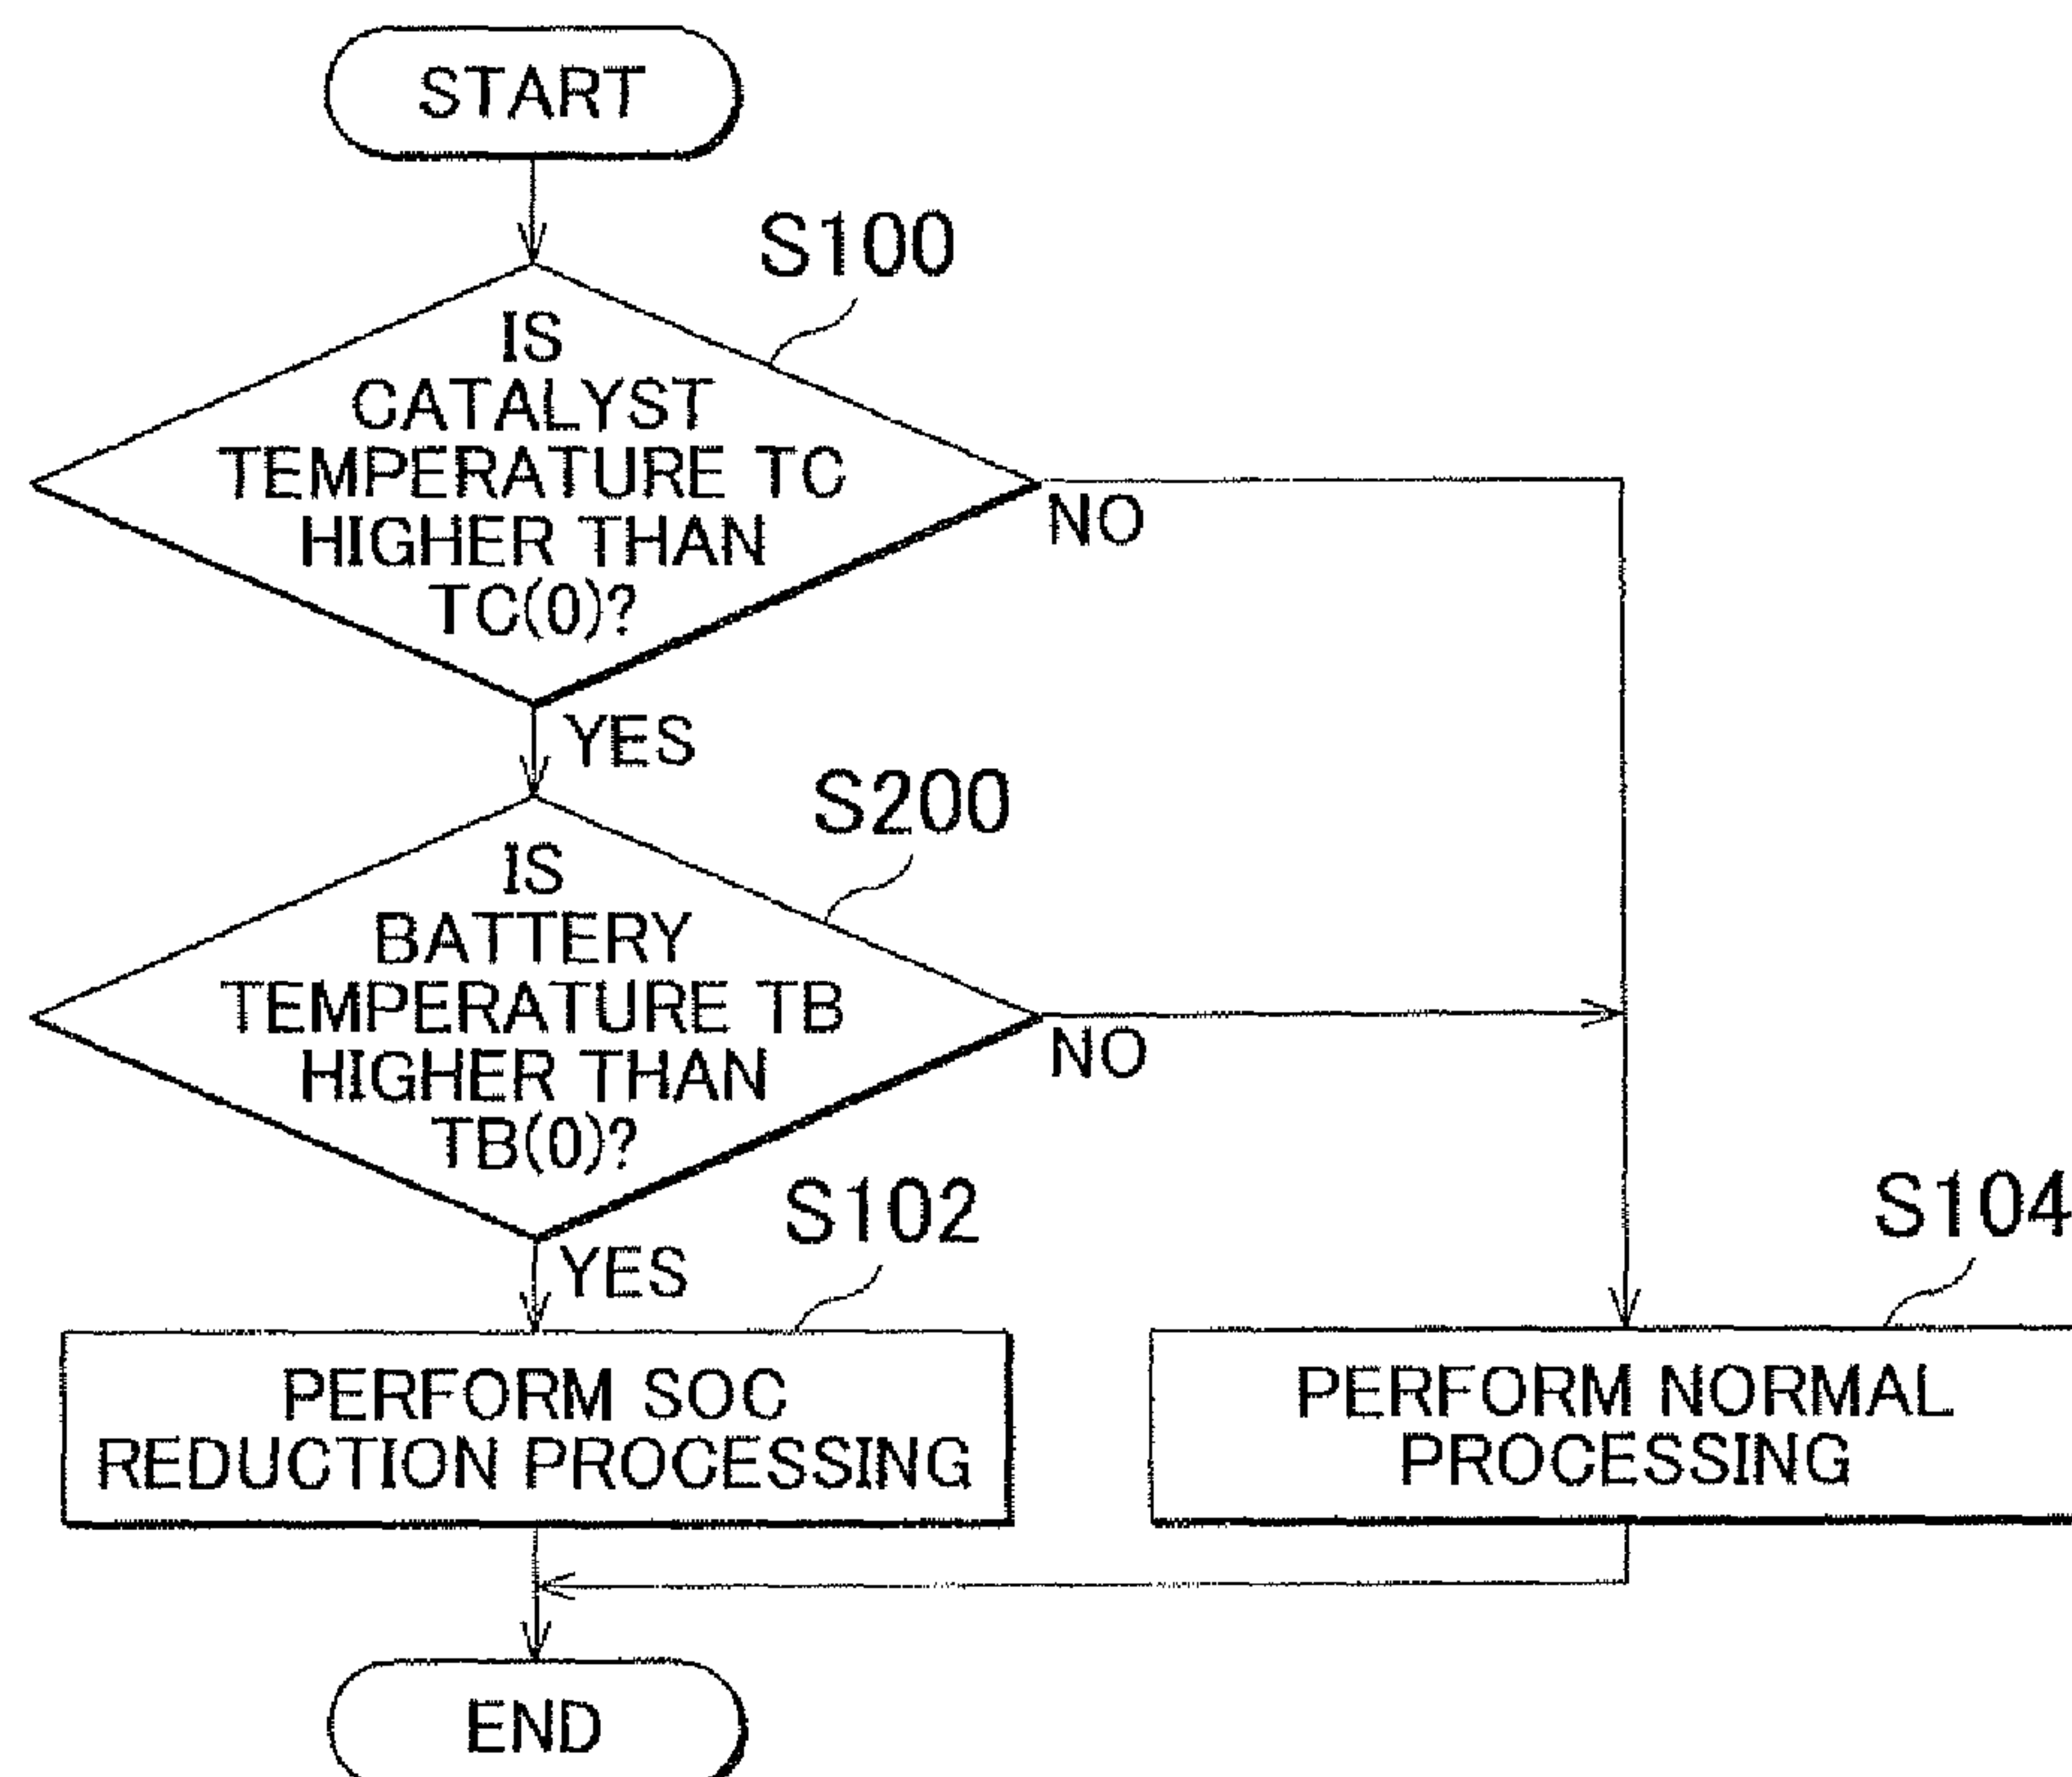 START
S100
IS
CATALYST
TEMPERATURE TC
HIGHER THAN
TC(0)?
NO
YES
S200
IS
BATTERY
TEMPERATURE TB
HIGHER THAN
TB(0)?
NO
YES
S102
PERFORM SOC
REDUCTION PROCESSING
S104
PERFORM NORMAL
PROCESSING
END